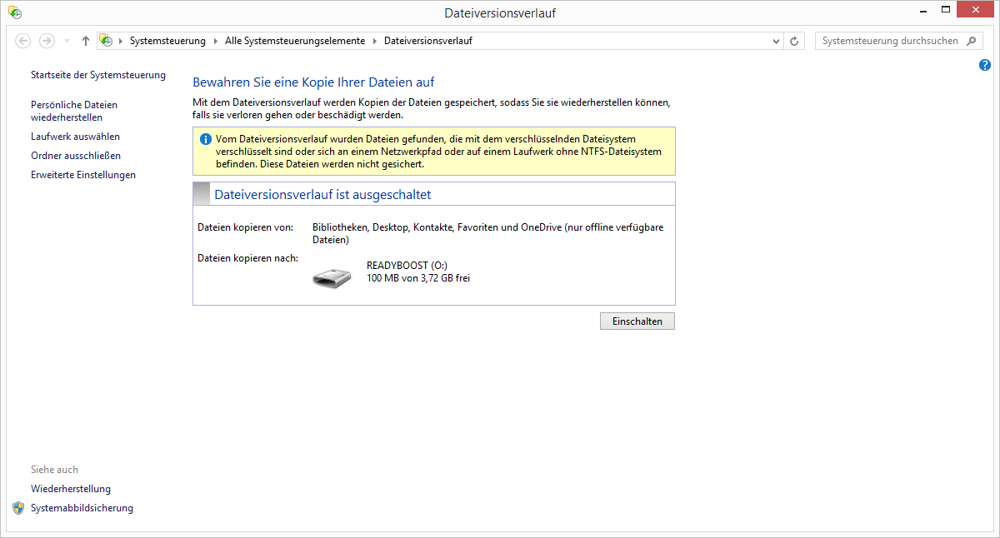 Dateiversionsverlauf
Systemsteuerung
Alle Systemsteuerungselemente
Dateiversionsverlauf
Systemsteuerung durchsuchen
?
Startseite der Systemsteuerung
Persönliche Dateien
wiederherstellen
Laufwerk auswählen
Ordner ausschließen
Erweiterte Einstellungen
Bewahren Sie eine Kopie Ihrer Dateien auf
Mit dem Dateiversionsverlauf werden Kopien der Dateien gespeichert, sodass Sie sie wiederherstellen können,
falls sie verloren gehen oder beschädigt werden.
Vom Dateiversionsverlauf wurden Dateien gefunden, die mit dem verschlüsselnden Dateisystem
verschlüsselt sind oder sich an einem Netzwerkpfad oder auf einem Laufwerk ohne NTFS-Dateisystem
befinden. Diese Dateien werden nicht gesichert.
Dateiversionsverlauf ist ausgeschaltet
Dateien kopieren von:
Bibliotheken, Desktop, Kontakte, Favoriten und OneDrive (nur offline verfügbare
Dateien)
Dateien kopieren nach:
READYBOOST (O:)
100 MB von 3,72 GB frei
Einschalten
Siehe auch
Wiederherstellung
Systemabbildsicherung